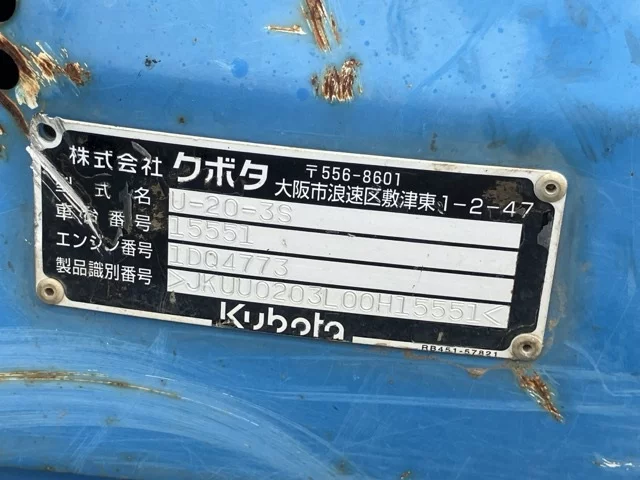 株式会社 クボタ 〒556-8601
大阪市浪速区敷津東1-2-47
型式名 U-20-3S
車台番号 15551
エンジン番号 1DQ4773
製品識別番号 >JKUU0203L00H15551<
Kubota
RB451-57821